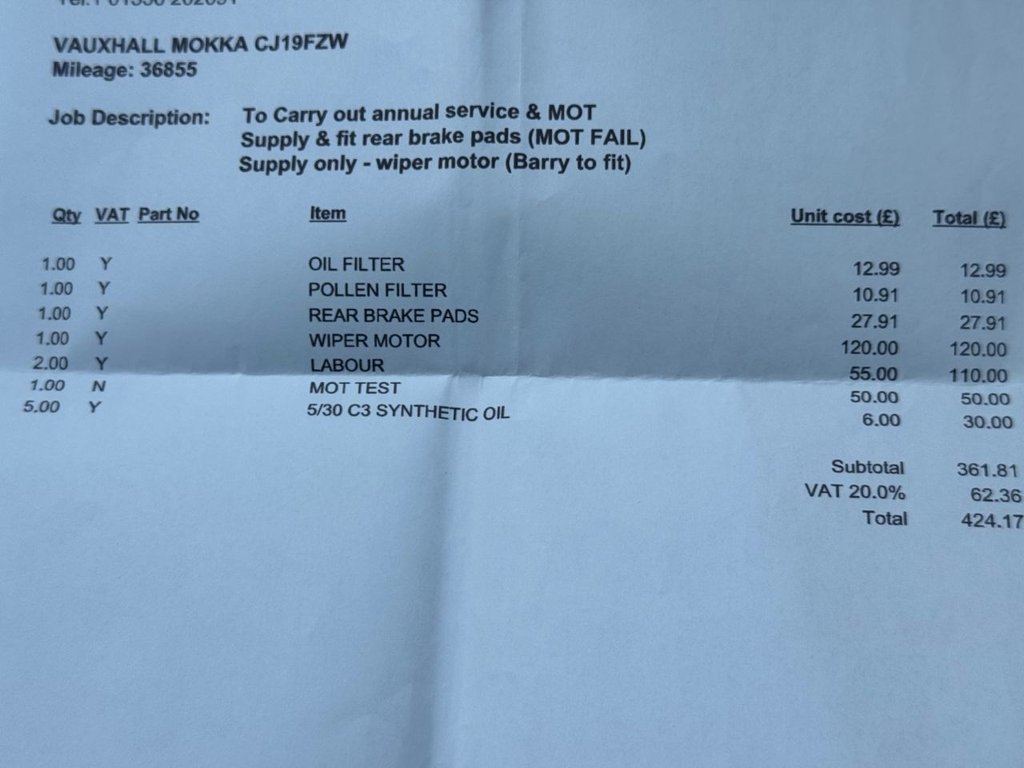 VAUXHALL MOKKA CJ19FZW
Mileage: 36855
Job Description: To Carry out annual service & MOT
Supply & fit rear brake pads (MOT FAIL)
Supply only - wiper motor (Barry to fit)
Qty VAT Part No Item Unit cost (£) Total (£)
1.00 Y OIL FILTER 12.99 12.99
1.00 Y POLLEN FILTER 10.91 10.91
1.00 Y REAR BRAKE PADS 27.91 27.91
1.00 Y WIPER MOTOR 120.00 120.00
2.00 Y LABOUR 55.00 110.00
1.00 N MOT TEST 50.00 50.00
5.00 Y 5/30 C3 SYNTHETIC OIL 6.00 30.00
Subtotal 361.81
VAT 20.0% 62.36
Total 424.17